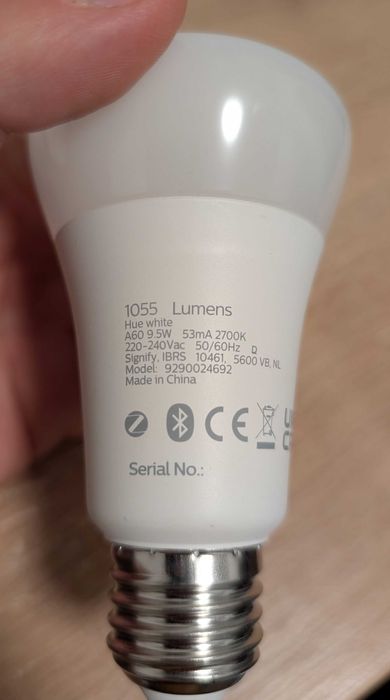 1055 Lumens
Hue white
A60 9.5W 53mA 2700K
220-240Vac 50/60Hz
Signify, IBRS 10461, 5600 VB, NL
Model: 9290024692
Made in China
CE
Serial No.: